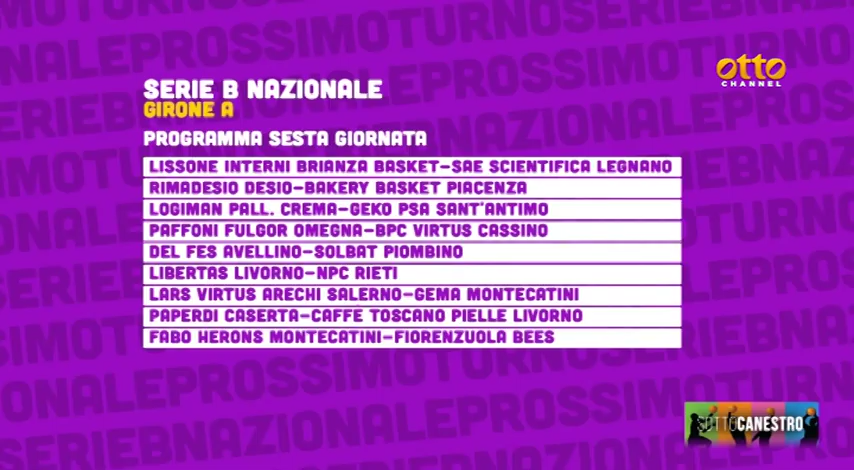 otto
CHANNEL
SERIE B NAZIONALE
GIRONE A
PROGRAMMA SESTA GIORNATA
LISSONE INTERNI BRIANZA BASKET-SAE SCIENTIFICA LEGNANO
RIMADESIO DESIO-BAKERY BASKET PIACENZA
LOGIMAN PALL. CREMA-GEKO PSA SANT'ANTIMO
PAFFONI FULGOR OMEGNA-BPC VIRTUS CASSINO
DEL FES AVELLINO-SOLBAT PIOMBINO
LIBERTAS LIVORNO-NPC RIETI
LARS VIRTUS ARECHI SALERNO-GEMA MONTECATINI
PAPERDI CASERTA-CAFFE TOSCANO PIELLE LIVORNO
FABO HERONS MONTECATINI-FIORENZUOLA BEES
SOTTOCANESTRO